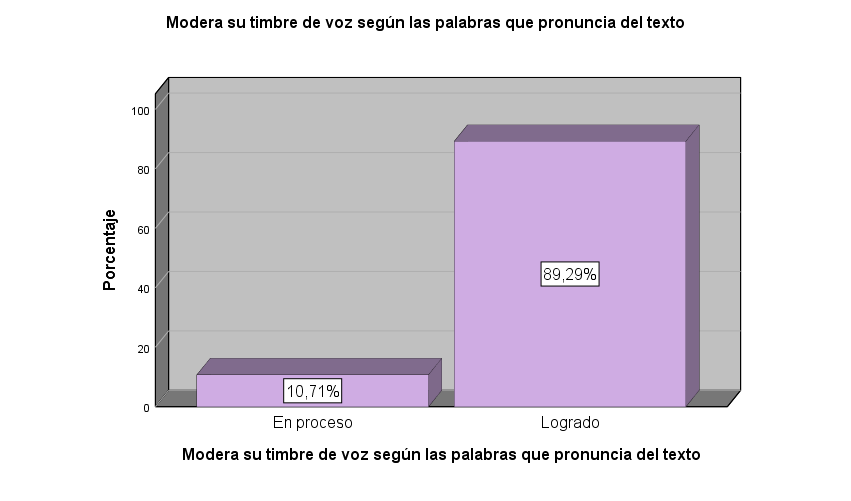 Modera su timbre de voz según las palabras que pronuncia del texto
Porcentaje
100
80
60
40
20
0
89,29%
10,71%
En proceso
Logrado
Modera su timbre de voz según las palabras que pronuncia del texto